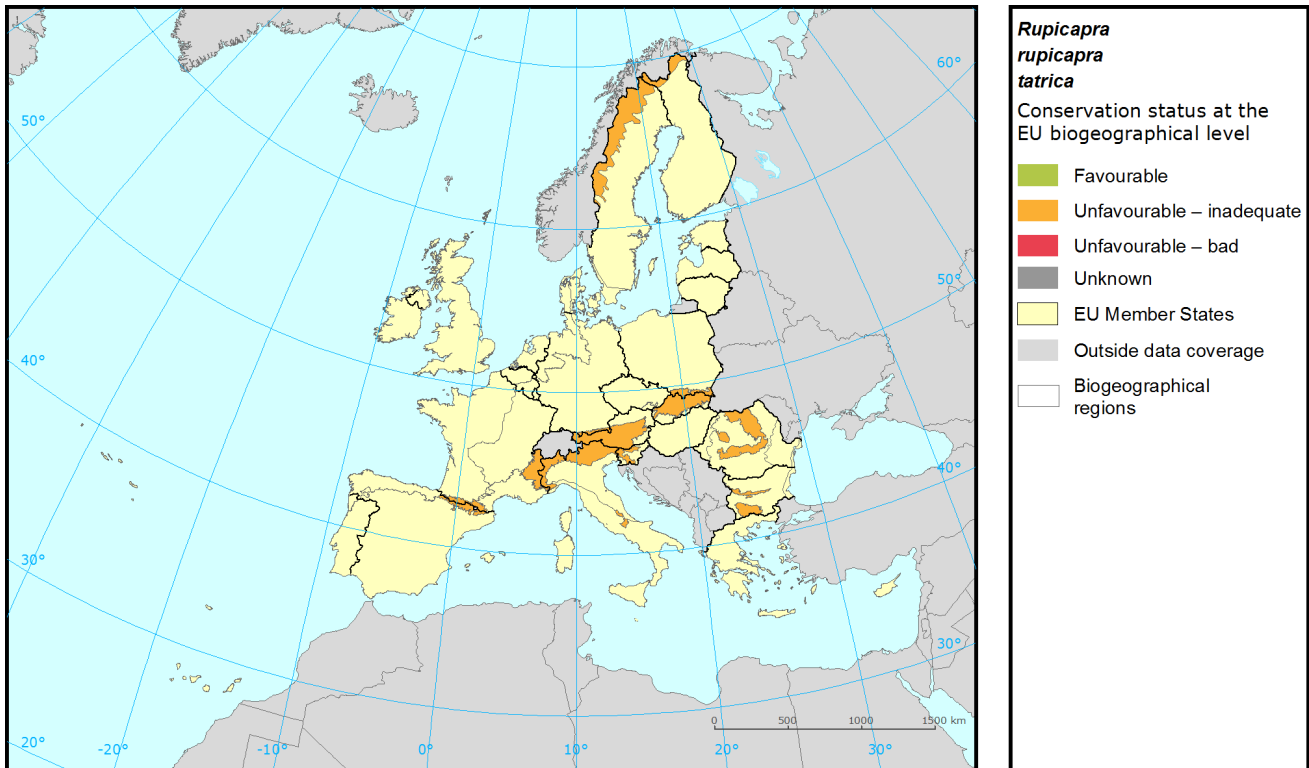 60°
50°
50°
40°
40°
30°
30°
20°
-20°
-10°
0°
10°
20°
30°
0
500
1000
1500 km
Rupicapra
rupicapra
tatrica
Conservation status at the
EU biogeographical level
Favourable
Unfavourable – inadequate
Unfavourable – bad
Unknown
EU Member States
Outside data coverage
Biogeographical
regions